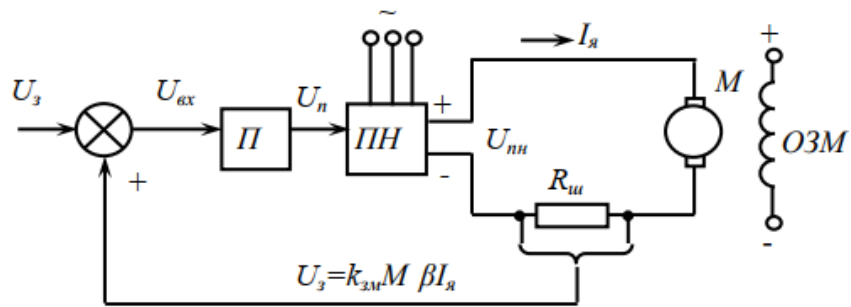 ~
I_я
+
U_з
U_вх
U_п
М
+
П
ПН
U_пн
ОЗМ
+
-
R_ш
-
U_з=k_зм M βI_я